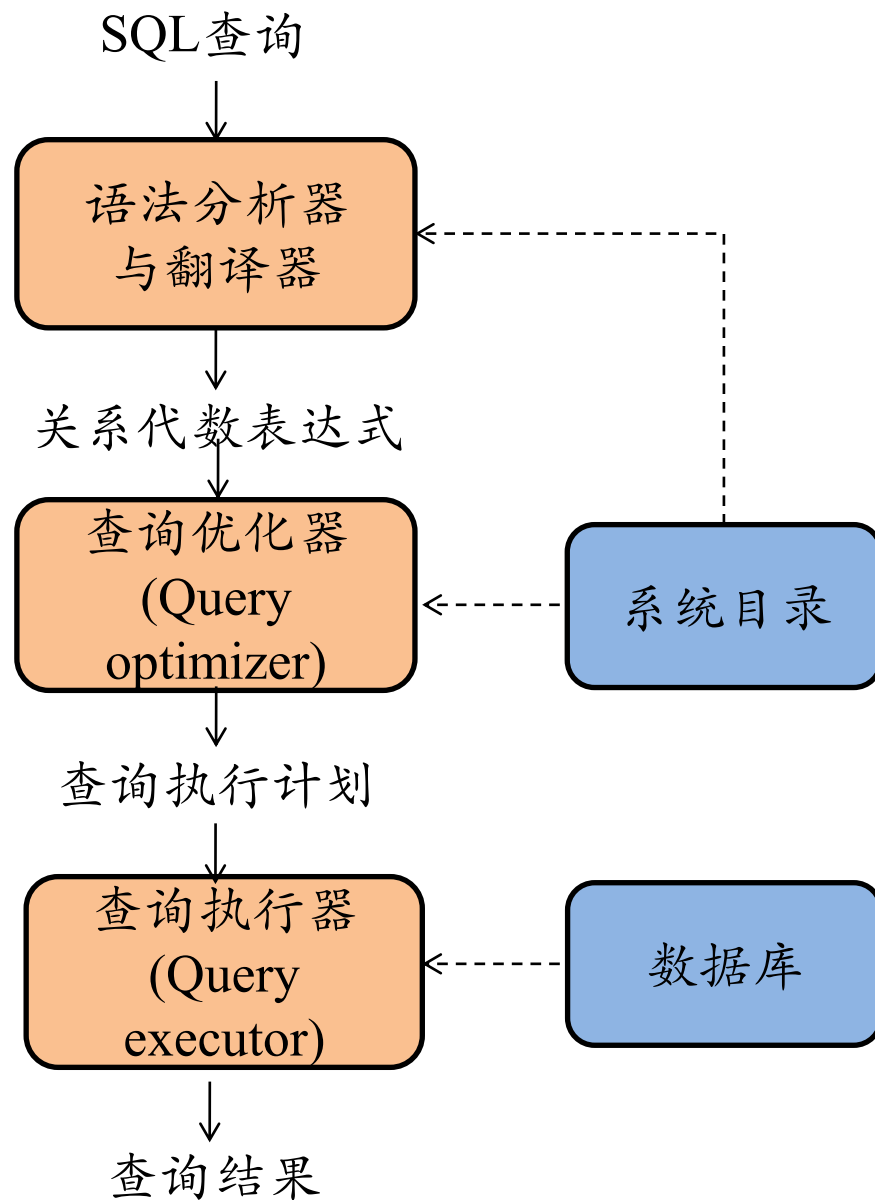 SQL查询
语法分析器
与翻译器
关系代数表达式
查询优化器
(Query
optimizer)
系统目录
查询执行计划
查询执行器
(Query
executor)
数据库
查询结果